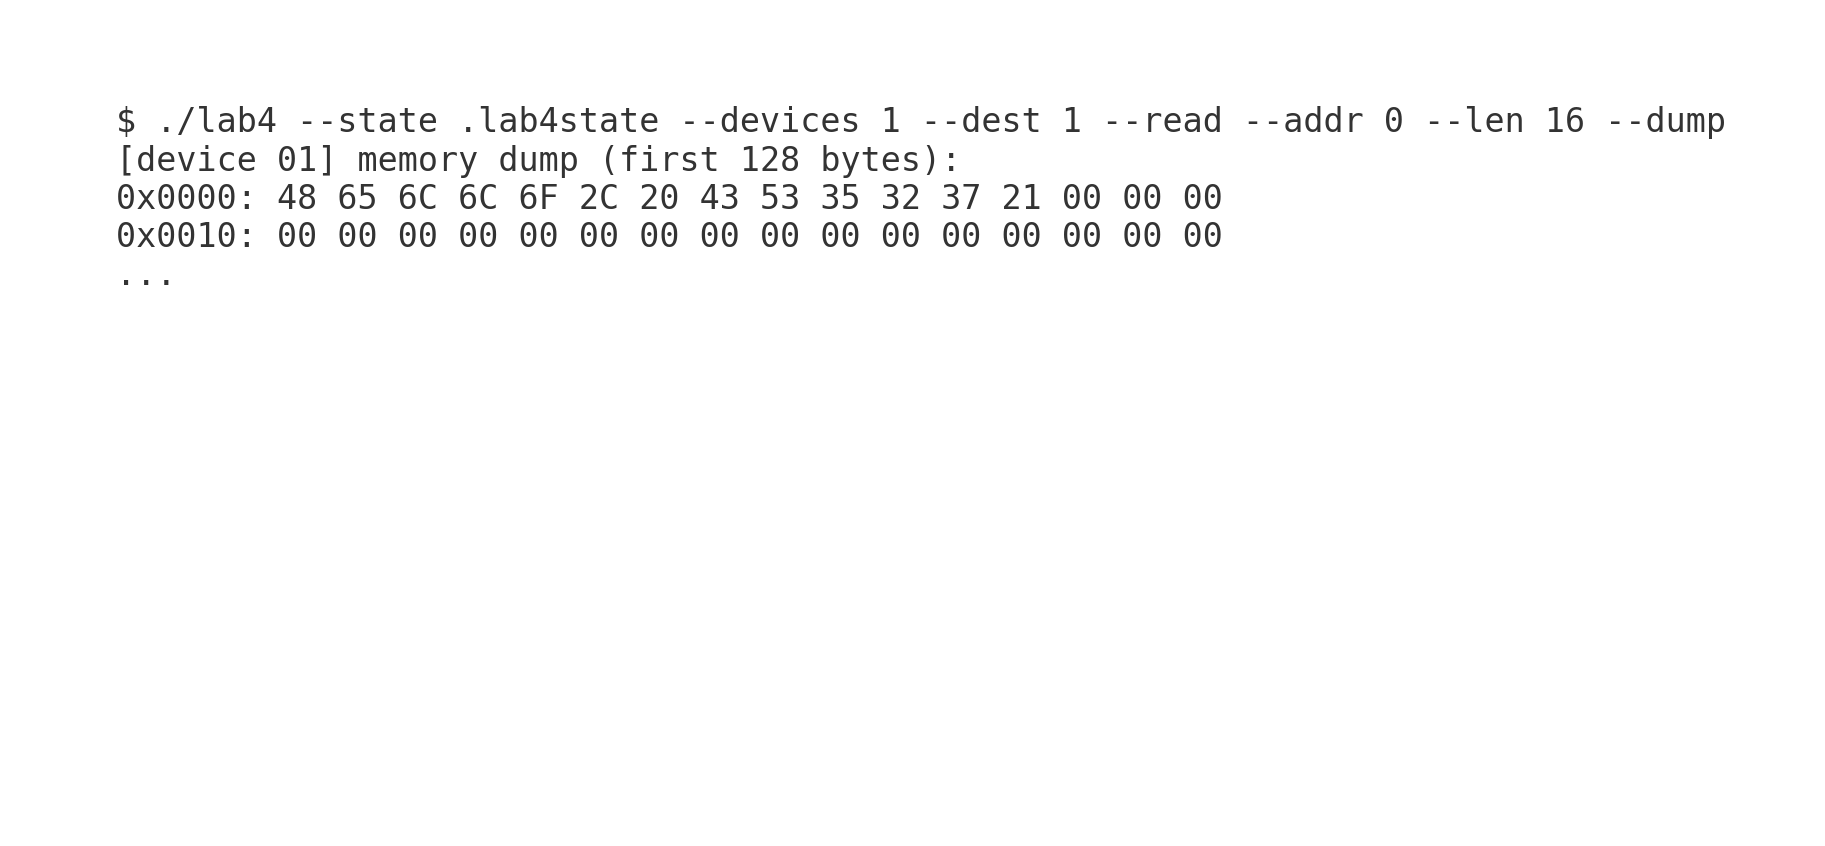 $ ./lab4 --state .lab4state --devices 1 --dest 1 --read --addr 0 --len 16 --dump
[device 01] memory dump (first 128 bytes):
0x0000: 48 65 6C 6C 6F 2C 20 43 53 35 32 37 21 00 00 00
0x0010: 00 00 00 00 00 00 00 00 00 00 00 00 00 00 00 00
...